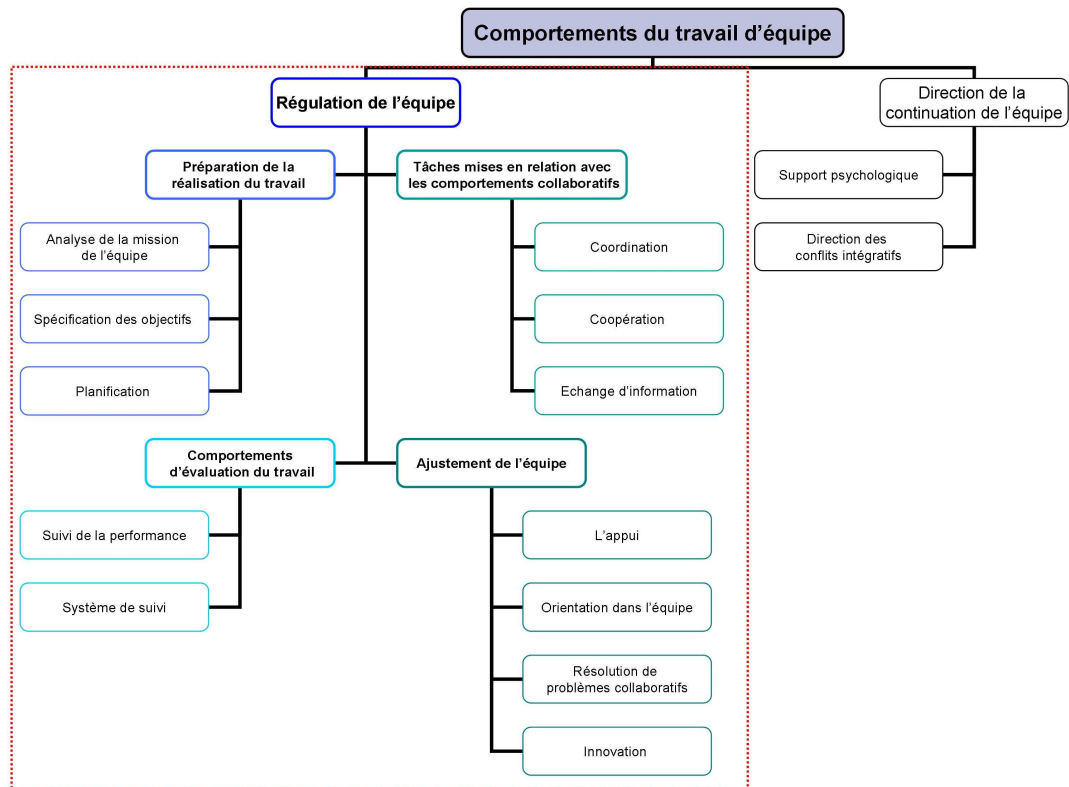 Comportements du travail d’équipe
Régulation de l’équipe
Direction de la
continuation de l’équipe
Préparation de la
réalisation du travail
Tâches mises en relation avec
les comportements collaboratifs
Support psychologique
Analyse de la mission
de l’équipe
Coordination
Direction des
conflits intégratifs
Spécification des objectifs
Coopération
Planification
Echange d’information
Comportements
d’évaluation du travail
Ajustement de l’équipe
Suivi de la performance
L’appui
Système de suivi
Orientation dans l’équipe
Résolution de
problèmes collaboratifs
Innovation